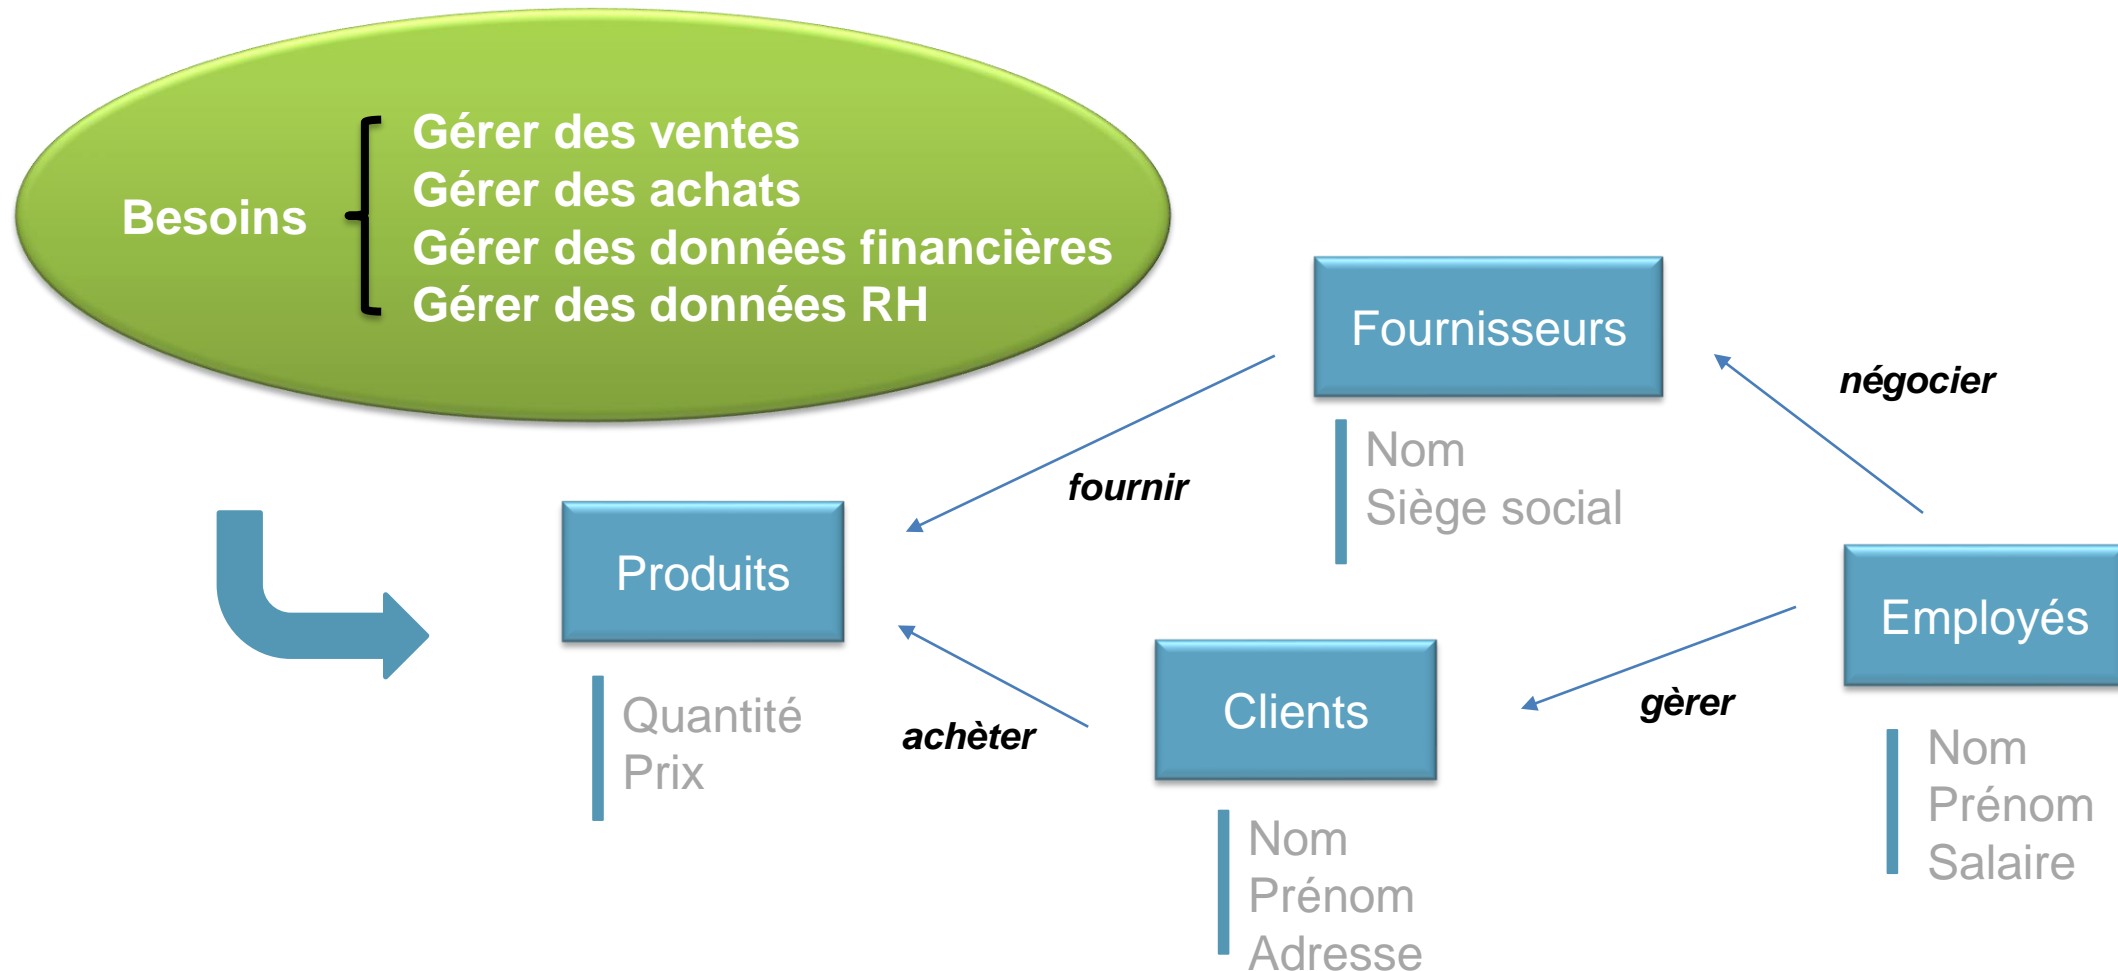 Besoins
Gérer des ventes
Gérer des achats
Gérer des données financières
Gérer des données RH
Fournisseurs
négocier
Nom
Siège social
fournir
Produits
Employés
Quantité
Prix
achèter
Clients
gèrer
Nom
Prénom
Salaire
Nom
Prénom
Adresse